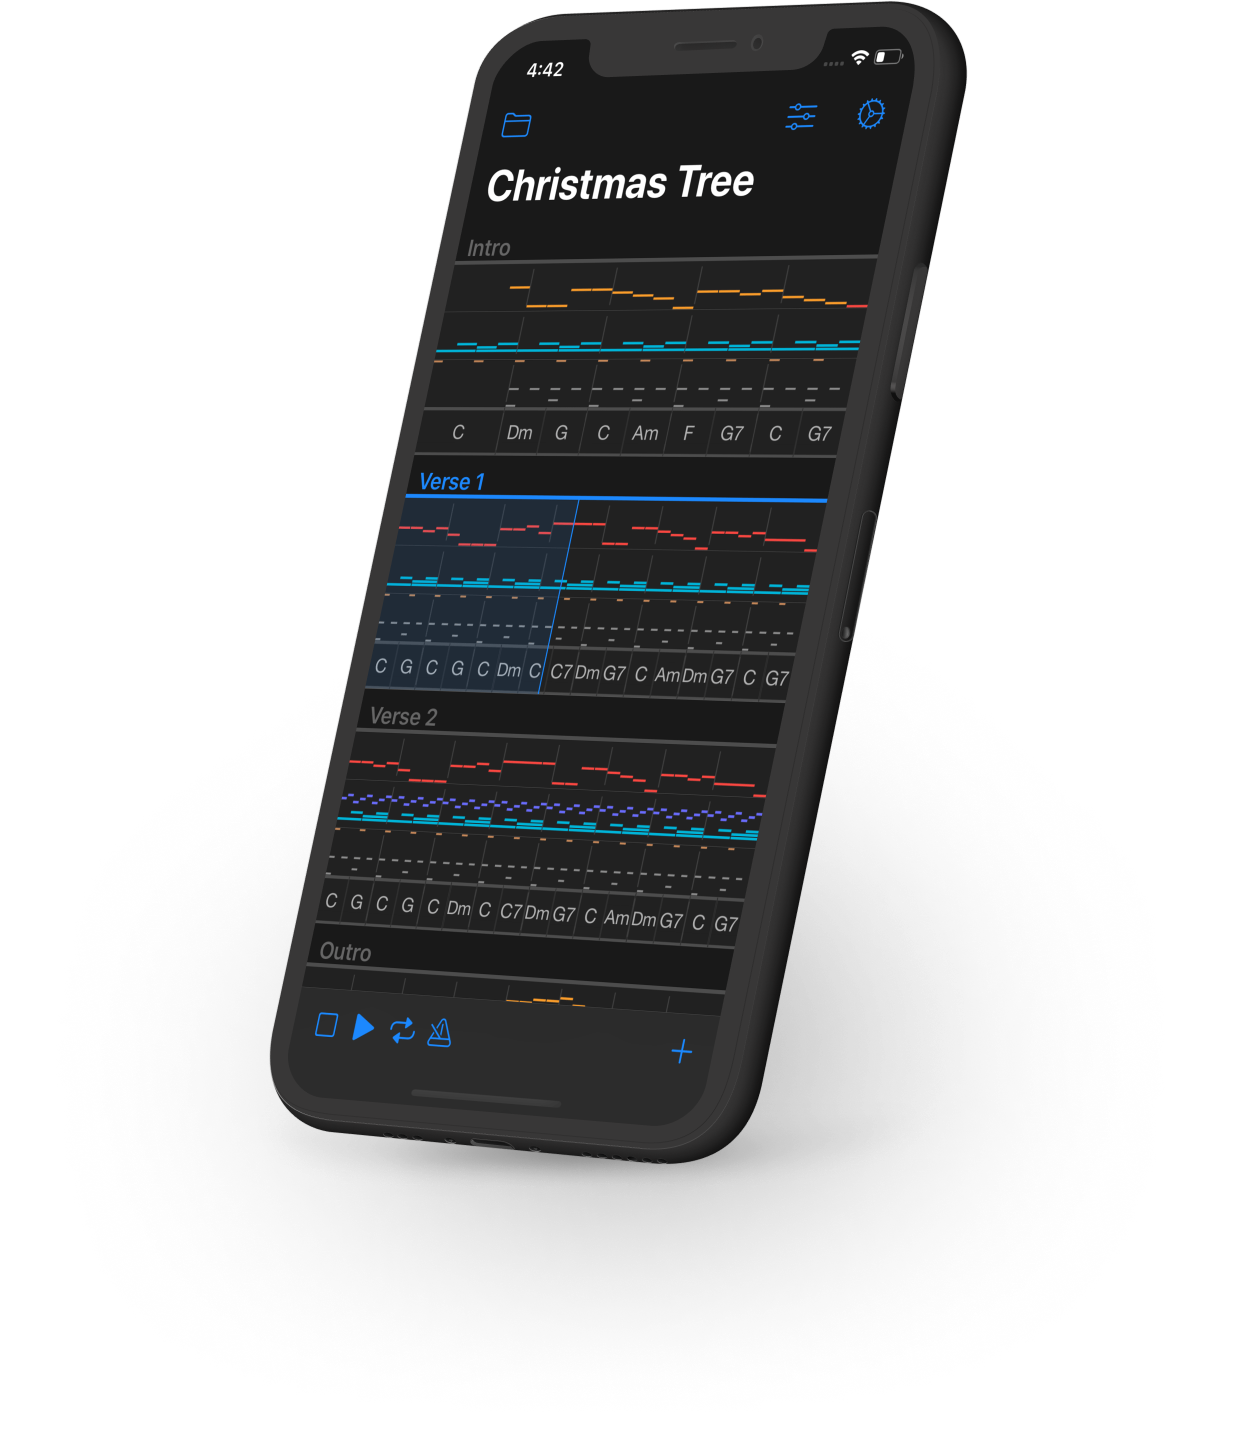 4:42
Christmas Tree
Intro
C Dm G C Am F G7 C G7
Verse 1
C G C G C Dm C C7 Dm G7 C Am Dm G7 C G7
Verse 2
C G C G C Dm C C7 Dm G7 C Am Dm G7 C G7
Outro